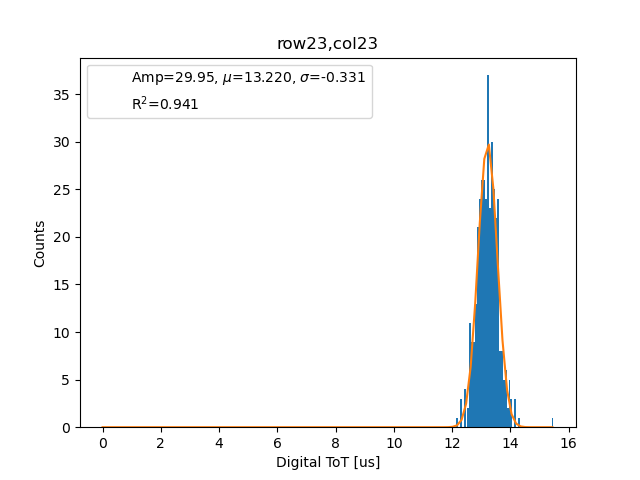 row23,col23
Amp=29.95, μ=13.220, σ=-0.331
R²=0.941
35
30
25
20
15
10
5
0
Counts
0 2 4 6 8 10 12 14 16
Digital ToT [us]